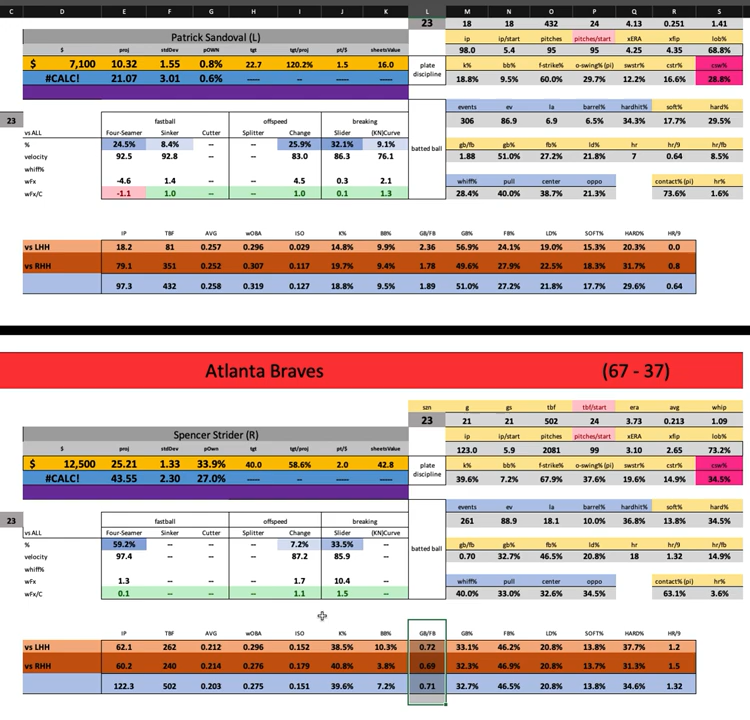 C D E F G H I J K L M N O P Q R S
23 18 18 432 24 4.13 0.251 1.41
Patrick Sandoval (L) ip ip/start pitches pitches/start xERA xfip lob%
98.0 5.4 95 95 4.25 4.35 68.8%
$ proj stdDev pOWN tgt tgt/proj pt/$ sheetsValue
$ 7,100 10.32 1.55 0.8% 22.7 120.2% 1.5 16.0 plate discipline k% bb% f-strike% o-swing% (pi) swstr% cstr% csw%
#CALC! 21.07 3.01 0.6% ---- -- ---- ---- 18.8% 9.5% 60.0% 29.7% 12.2% 16.6% 28.8%
events ev la barrel% hardhit% soft% hard%
23 fastball offspeed breaking 306 86.9 6.9 6.5% 34.3% 17.7% 29.5%
vs ALL Four-Seamer Sinker Cutter Splitter Change Slider (KN)Curve
% 24.5% 8.4% -- -- 25.9% 32.1% 9.1% batted ball gb/fb gb% fb% ld% hr hr/9 hr/fb
velocity 92.5 92.8 -- -- 83.0 86.3 76.1 1.88 51.0% 27.2% 21.8% 7 0.64 8.5%
whiff%
wFx -4.6 1.4 -- -- 4.5 0.3 2.1 whiff% pull center oppo contact% (pi) hr%
wFx/C -1.1 1.0 -- -- 1.0 0.1 1.3 28.4% 40.0% 38.7% 21.3% 73.6% 1.6%
IP TBF AVG wOBA ISO K% BB% GB/FB GB% FB% LD% SOFT% HARD% HR/9
vs LHH 18.2 81 0.257 0.296 0.029 14.8% 9.9% 2.36 56.9% 24.1% 19.0% 15.3% 20.3% 0.0
vs RHH 79.1 351 0.252 0.307 0.117 19.7% 9.4% 1.78 49.6% 27.9% 22.5% 18.3% 31.7% 0.8
97.3 432 0.258 0.319 0.127 18.8% 9.5% 1.89 51.0% 27.2% 21.8% 17.7% 29.6% 0.64
Atlanta Braves (67 - 37)
szn g gs tbf tbf/start era avg whip
23 21 21 502 24 3.73 0.213 1.09
Spencer Strider (R) ip ip/start pitches pitches/start xERA xfip lob%
123.0 5.9 2081 99 3.10 2.65 73.2%
$ proj stdDev pOwn tgt tgt/proj pt/$ sheetsValue
$ 12,500 25.21 1.33 33.9% 40.0 58.6% 2.0 42.8 plate discipline k% bb% f-strike% o-swing% (pi) swstr% cstr% csw%
#CALC! 43.55 2.30 27.0% ---- -- ---- ---- 39.6% 7.2% 67.9% 37.6% 19.6% 14.9% 34.5%
events ev la barrel% hardhit% soft% hard%
23 fastball offspeed breaking 261 88.9 18.1 10.0% 36.8% 13.8% 34.5%
vs ALL Four-Seamer Sinker Cutter Splitter Change Slider (KN)Curve
% 59.2% -- -- -- 7.2% 33.5% -- batted ball gb/fb gb% fb% ld% hr hr/9 hr/fb
velocity 97.4 -- -- -- 87.2 85.9 -- 0.70 32.7% 46.5% 20.8% 18 1.32 14.9%
whiff%
wFx 1.3 -- -- -- 1.7 10.4 -- whiff% pull center oppo contact% (pi) hr%
wFx/C 0.1 -- -- -- 1.1 1.5 -- 40.0% 33.0% 32.6% 34.5% 63.1% 3.6%
IP TBF AVG wOBA ISO K% BB% GB/FB GB% FB% LD% SOFT% HARD% HR/9
vs LHH 62.1 262 0.212 0.296 0.152 38.5% 10.3% 0.72 33.1% 46.2% 20.8% 13.8% 37.7% 1.2
vs RHH 60.2 240 0.214 0.276 0.179 40.8% 3.8% 0.69 32.3% 46.9% 20.8% 13.7% 31.3% 1.5
122.3 502 0.203 0.275 0.151 39.6% 7.2% 0.71 32.7% 46.5% 20.8% 13.8% 34.6% 1.32